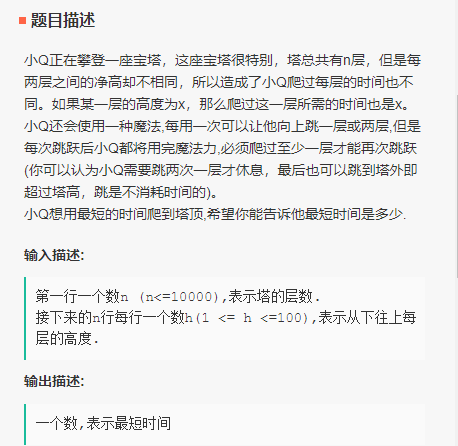 题目描述
小Q正在攀登一座宝塔，这座宝塔很特别，塔总共有n层，但是每
两层之间的净高却不相同，所以造成了小Q爬过每层的时间也不
同。如果某一层的高度为x，那么爬过这一层所需的时间也是x。
小Q还会使用一种魔法,每用一次可以让他向上跳一层或两层,但是
每次跳跃后小Q都将用完魔法力,必须爬过至少一层才能再次跳跃
(你可以认为小Q需要跳两次一层才休息，最后也可以跳到塔外即
超过塔高，跳是不消耗时间的)。
小Q想用最短的时间爬到塔顶,希望你能告诉他最短时间是多少.
输入描述:
第一行一个数n (n<=10000),表示塔的层数.
接下来的n行每行一个数h(1 <= h <=100),表示从下往上每
层的高度.
输出描述:
一个数,表示最短时间